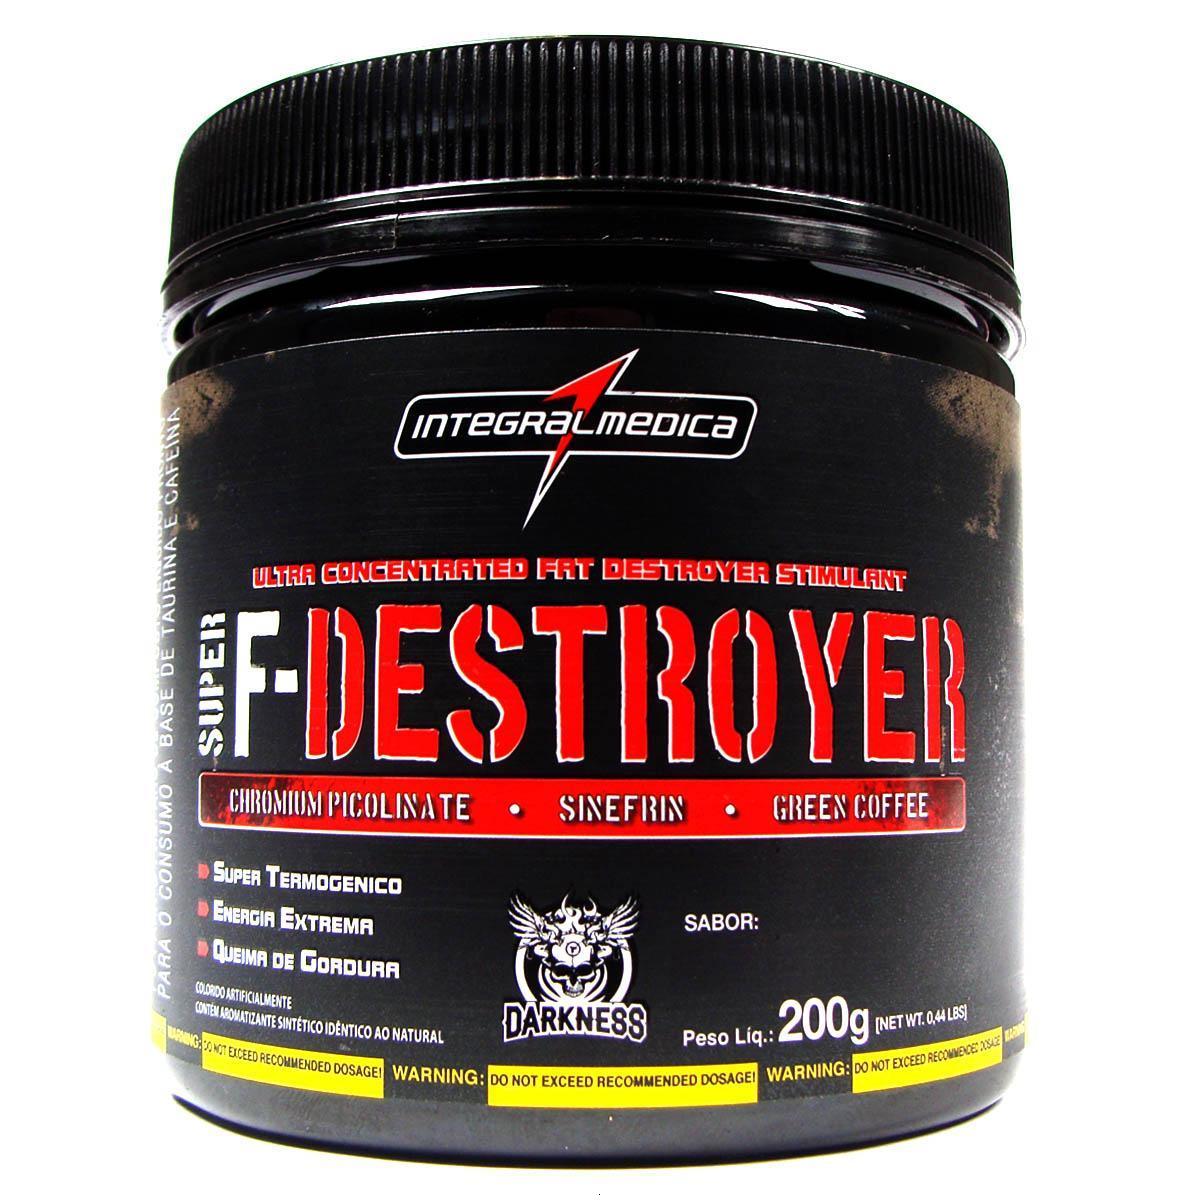 INTEGRALMEDICA
ULTRA CONCENTRATED FAT DESTROYER STIMULANT
SUPER
F-DESTROYER
CHROMIUM PICOLINATE • SINEFRIN • GREEN COFFEE
SUPER TERMOGENICO
ENERGIA EXTREMA
QUEIMA DE GORDURA
COLORIDO ARTIFICIALMENTE
CONTÉM AROMATIZANTE SINTÉTICO IDÊNTICO AO NATURAL
DARKNESS
SABOR:
Peso Líq.: 200g [NET WT. 0,44 LBS]
WARNING: DO NOT EXCEED RECOMMENDED DOSAGE! WARNING: DO NOT EXCEED RECOMMENDED DOSAGE! WARNING: DO NOT EXCEED RECOMMENDED DOSAGE
À BASE DE TAURINA E CAFEÍNA
PARA O CONSUMO